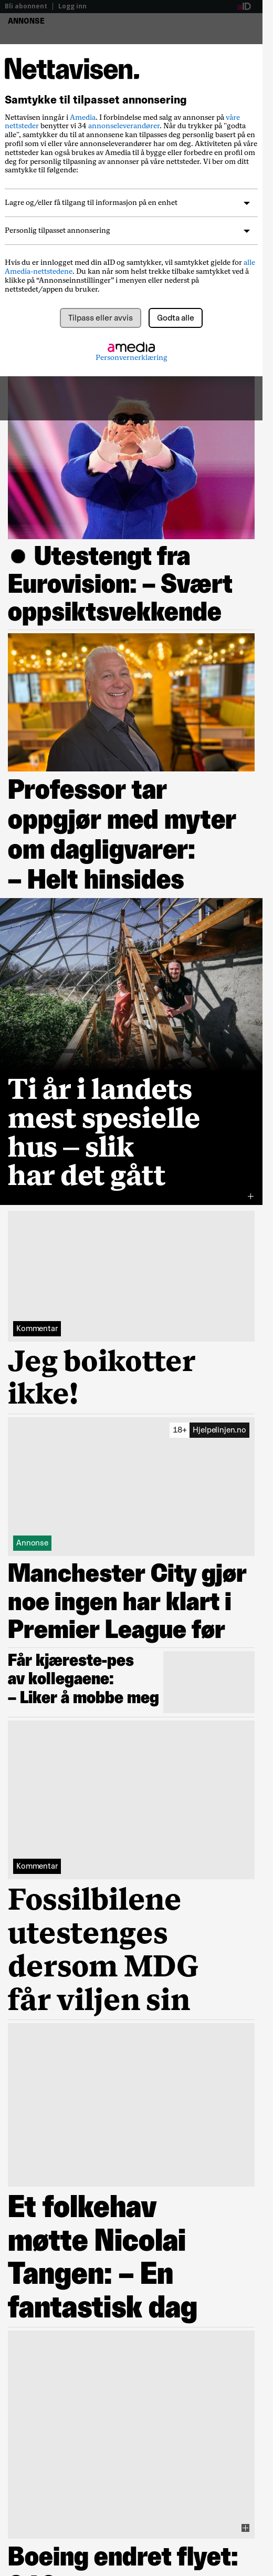 Bli abonnent | Logg inn
aID
ANNONSE
Nettavisen.
Samtykke til tilpasset annonsering
Nettavisen inngår i Amedia. I forbindelse med salg av annonser på våre
nettsteder benytter vi 34 annonseleverandører. Når du trykker på "godta
alle", samtykker du til at annonsene kan tilpasses deg personlig basert på en
profil som vi eller våre annonseleverandører har om deg. Aktiviteten på våre
nettsteder kan også brukes av Amedia til å bygge eller forbedre en profil om
deg for personlig tilpasning av annonser på våre nettsteder. Vi ber om ditt
samtykke til følgende:
Lagre og/eller få tilgang til informasjon på en enhet
Personlig tilpasset annonsering
Hvis du er innlogget med din aID og samtykker, vil samtykket gjelde for alle
Amedia-nettstedene. Du kan når som helst trekke tilbake samtykket ved å
klikke på “Annonseinnstillinger” i menyen eller nederst på
nettstedet/appen du bruker.
Tilpass eller avvis
Godta alle
amedia
Personvernerklæring
● Utestengt fra
Eurovision: – Svært
oppsiktsvekkende
Professor tar
oppgjør med myter
om dagligvarer:
– Helt hinsides
Ti år i landets
mest spesielle
hus – slik
har det gått
Kommentar
Jeg boikotter
ikke!
18+ Hjelpelinjen.no
Annonse
Manchester City gjør
noe ingen har klart i
Premier League før
Får kjæreste-pes
av kollegaene:
– Liker å mobbe meg
Kommentar
Fossilbilene
utestenges
dersom MDG
får viljen sin
Et folkehav
møtte Nicolai
Tangen: – En
fantastisk dag
Boeing endret flyet: